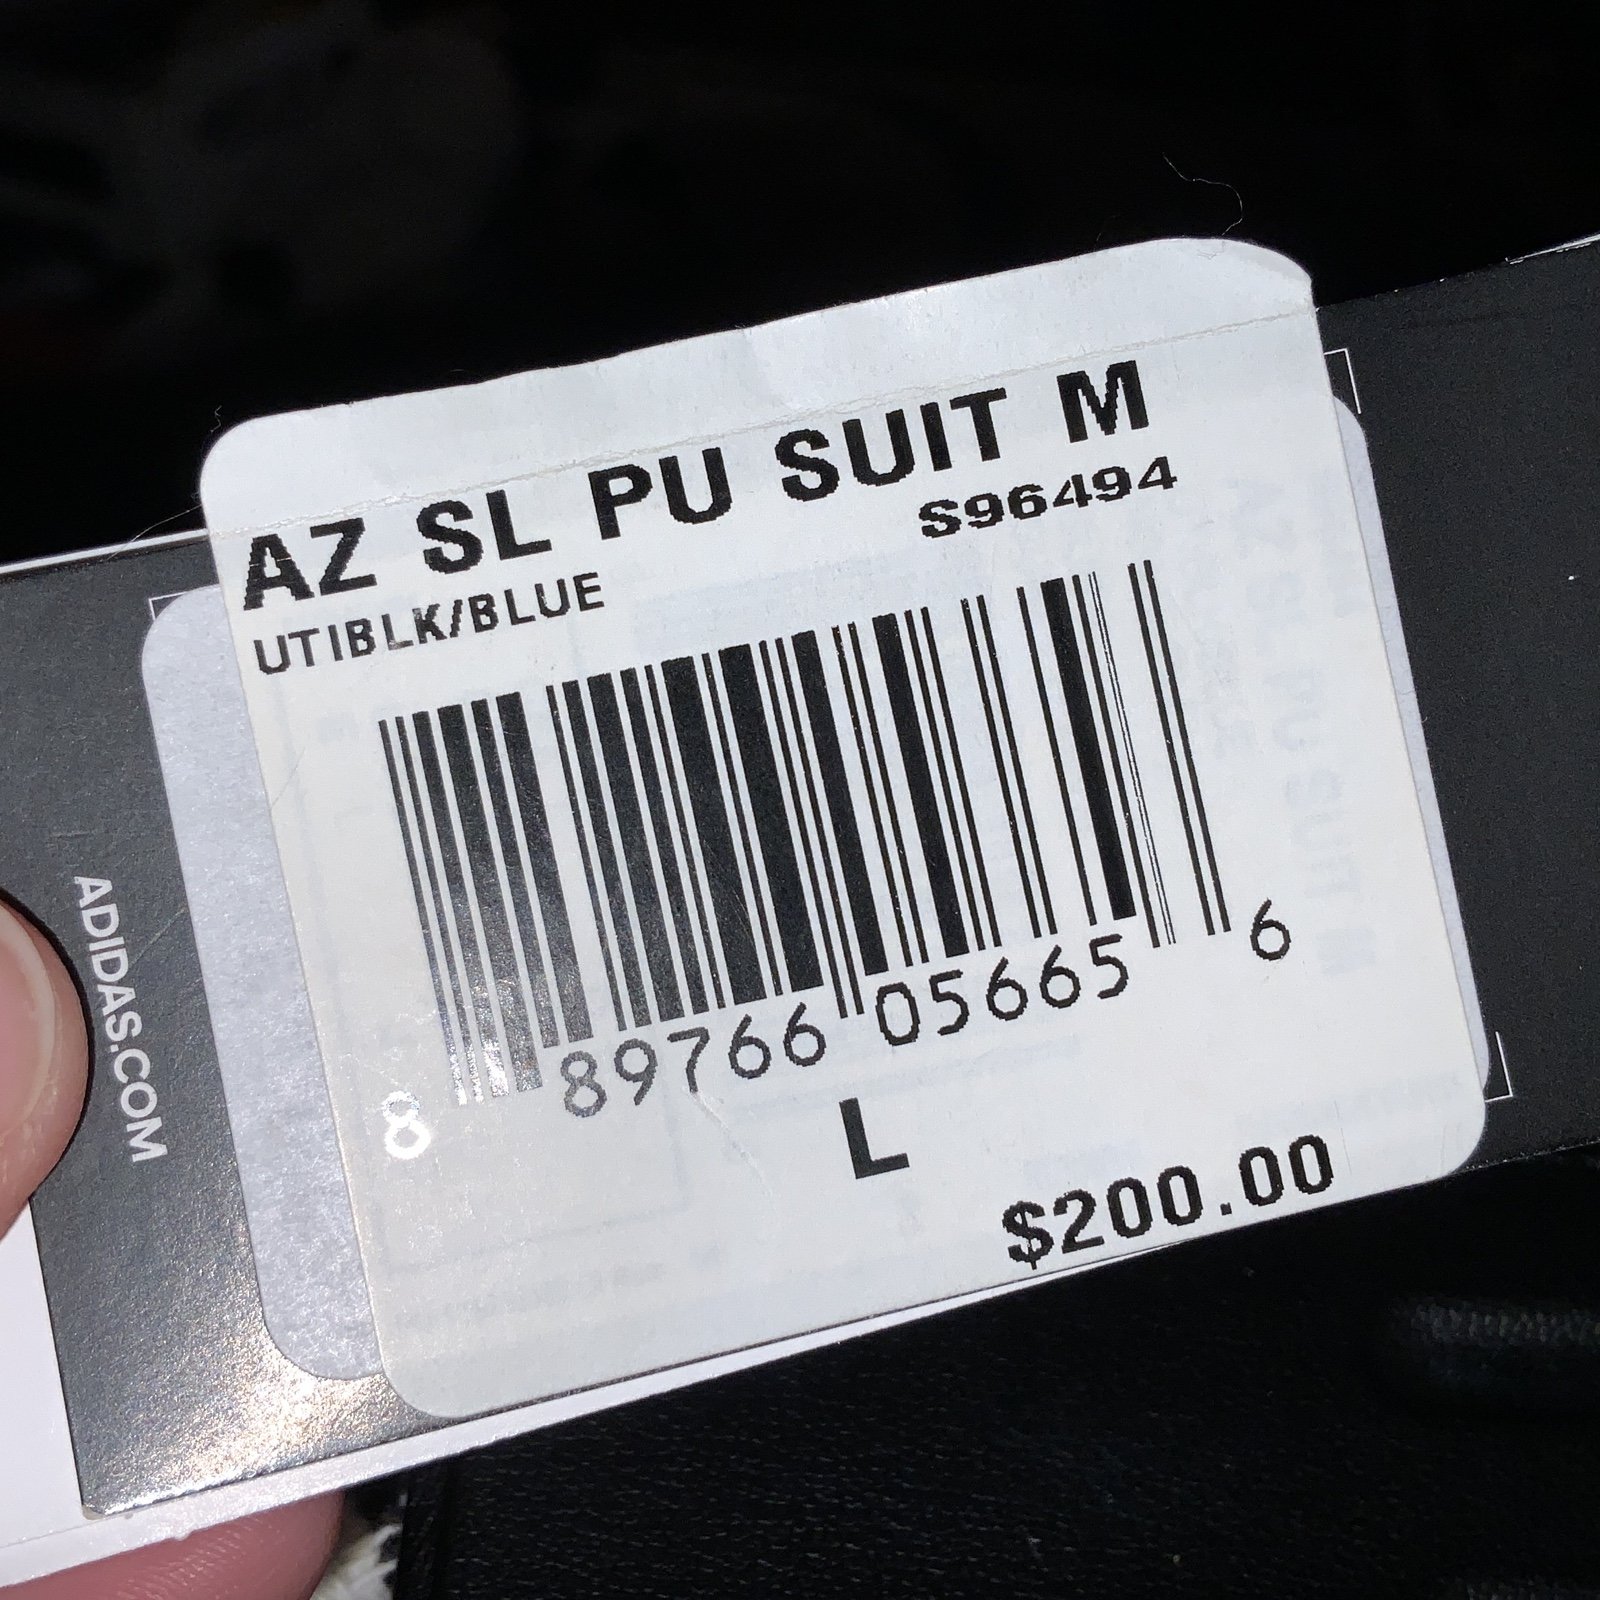 AZ SL PU SUIT M
S96494
UTIBLK/BLUE
8 89766 05665 6
L
$200.00
ADIDAS.COM